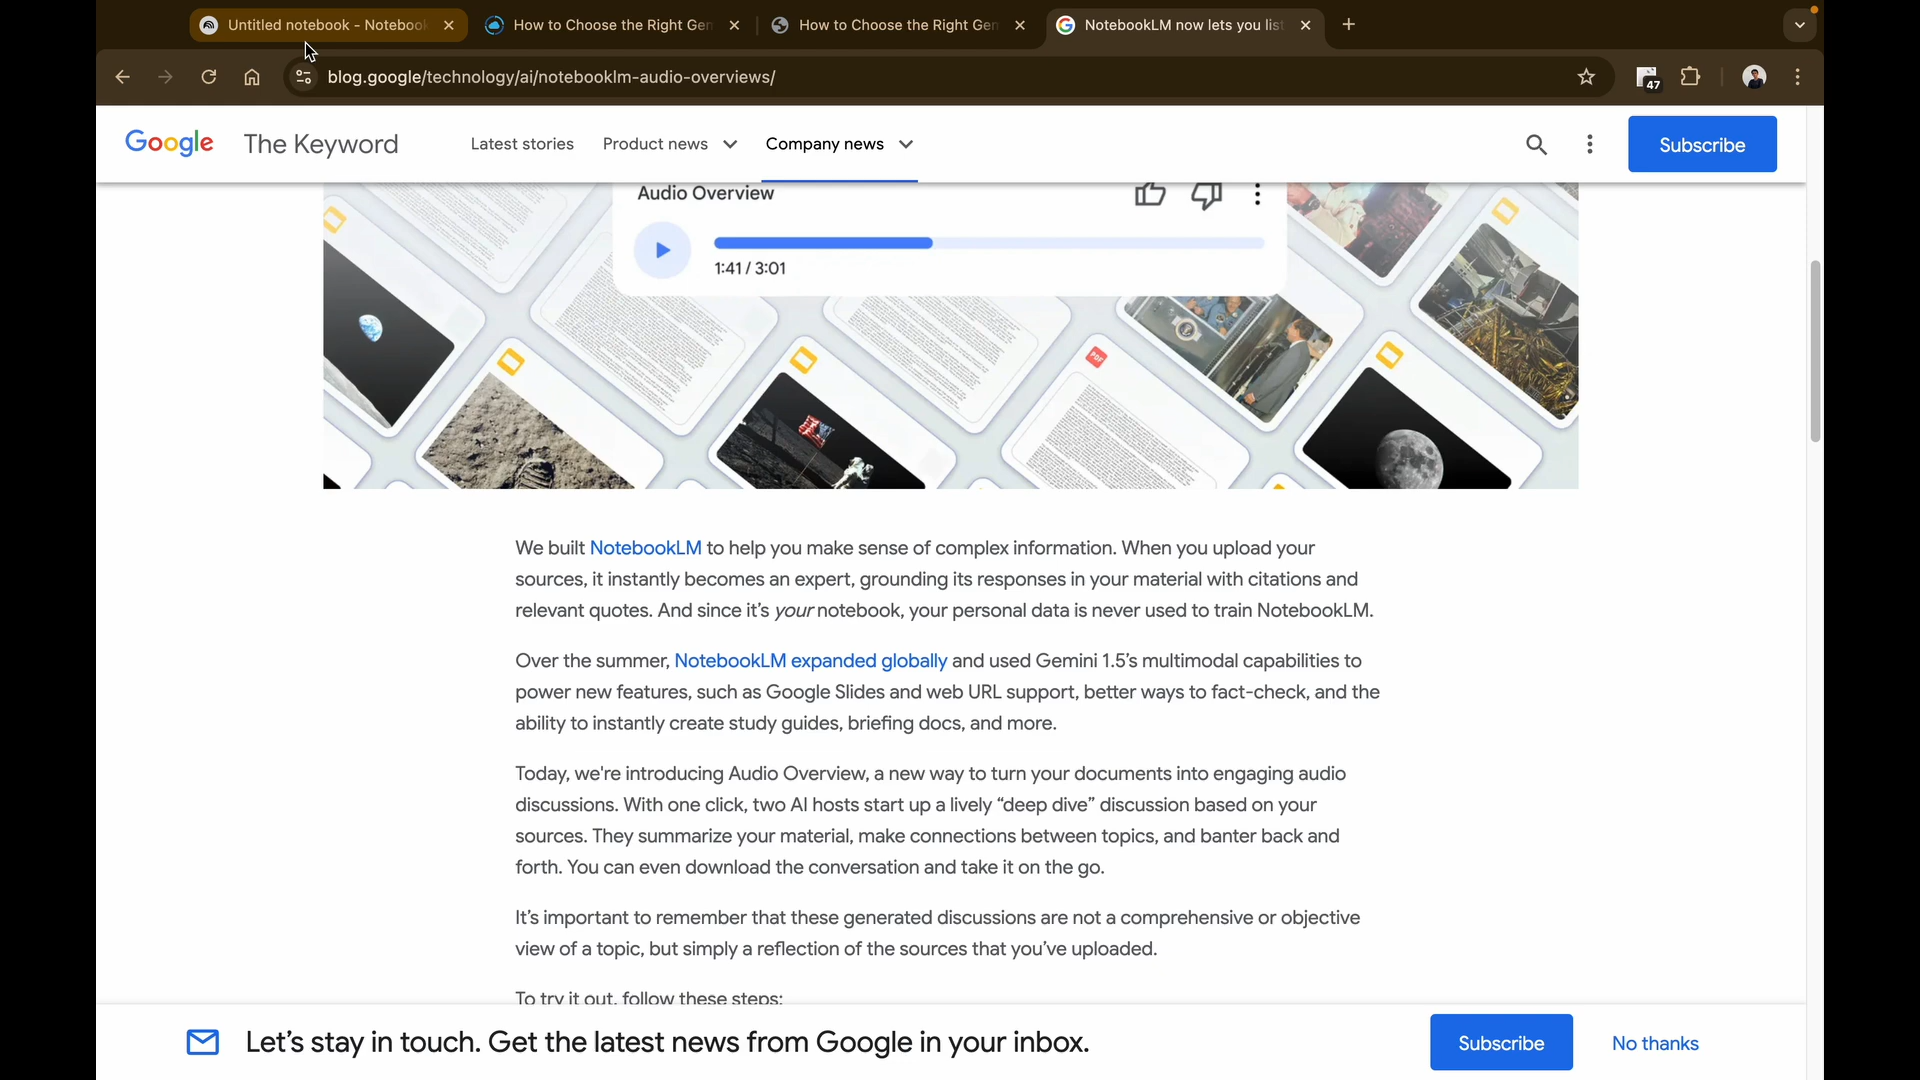 Untitled notebook - Notebook
How to Choose the Right Gen
How to Choose the Right Gen
NotebookLM now lets you list
blog.google/technology/ai/notebooklm-audio-overviews/
47
Google The Keyword
Latest stories
Product news
Company news
Subscribe
Audio Overview
1:41 / 3:01
PDF
We built NotebookLM to help you make sense of complex information. When you upload your
sources, it instantly becomes an expert, grounding its responses in your material with citations and
relevant quotes. And since it’s your notebook, your personal data is never used to train NotebookLM.
Over the summer, NotebookLM expanded globally and used Gemini 1.5’s multimodal capabilities to
power new features, such as Google Slides and web URL support, better ways to fact-check, and the
ability to instantly create study guides, briefing docs, and more.
Today, we're introducing Audio Overview, a new way to turn your documents into engaging audio
discussions. With one click, two AI hosts start up a lively “deep dive” discussion based on your
sources. They summarize your material, make connections between topics, and banter back and
forth. You can even download the conversation and take it on the go.
It’s important to remember that these generated discussions are not a comprehensive or objective
view of a topic, but simply a reflection of the sources that you’ve uploaded.
To try it out, follow these steps:
Let’s stay in touch. Get the latest news from Google in your inbox.
Subscribe
No thanks